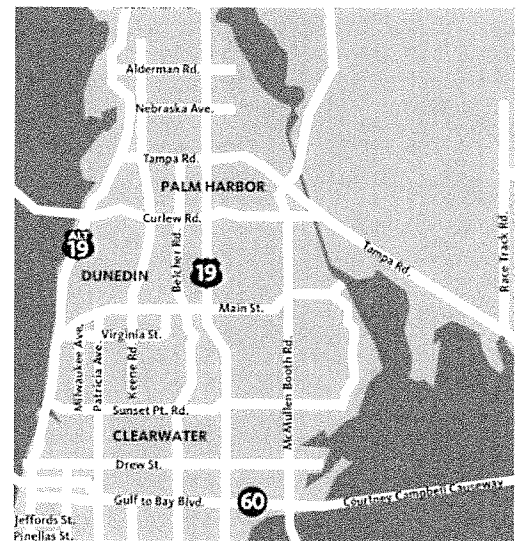 Alderman Rd.
Nebraska Ave.
Tampa Rd.
PALM HARBOR
Curlew Rd.
ALT
19
Belcher Rd.
Tampa Rd.
Race Track Rd.
DUNEDIN
19
Main St.
Milwaukee Ave.
Patricia Ave.
Virginia St.
Keene Rd.
McMullen Booth Rd.
Sunset Pt. Rd.
CLEARWATER
Drew St.
Gulf to Bay Blvd.
60
Courtney Campbell Causeway
Jeffords St.
Pinellas St.